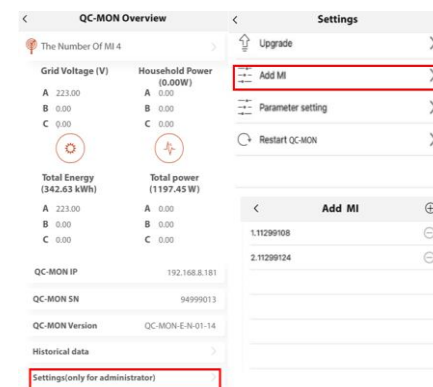 QC-MON Overview
The Number Of MI 4
Grid Voltage (V)
A 223.00
B 0.00
C 0.00
Household Power
(0.00W)
A 0.00
B 0.00
C 0.00
Total Energy
(342.63 kWh)
A 223.00
B 0.00
C 0.00
Total power
(1197.45 W)
A 0.00
B 0.00
C 0.00
QC-MON IP 192.168.8.181
QC-MON SN 94999013
QC-MON Version QC-MON-E-N-01-14
Historical data
Settings(only for administrator)
Settings
Upgrade
Add MI
Parameter setting
Restart QC-MON
Add MI
1.11299108
2.11299124